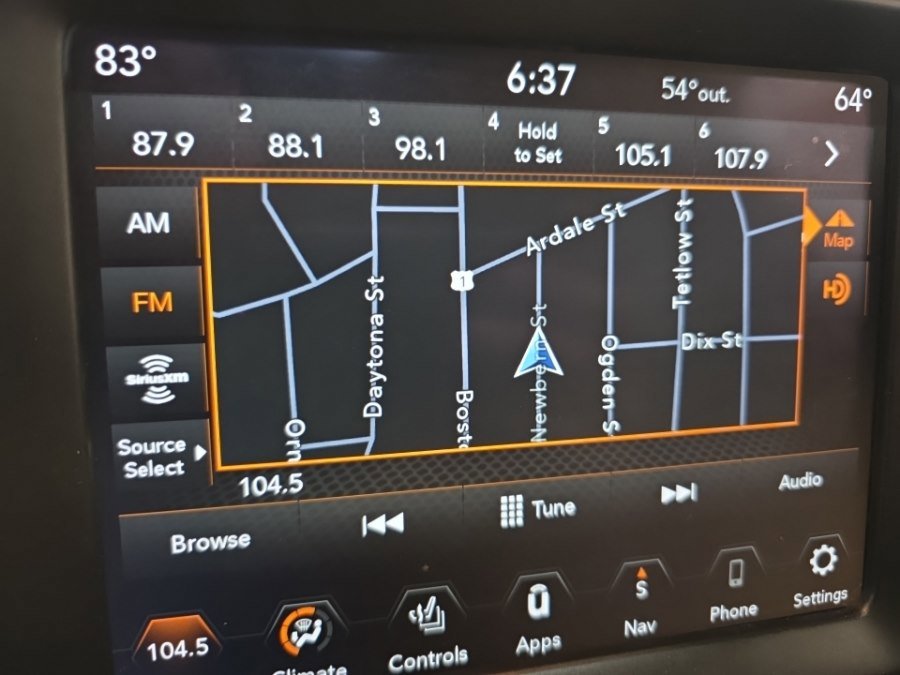 83°
6:37
54°out.
64°
1
87.9
2
88.1
3
98.1
4
Hold
to Set
5
105.1
6
107.9
AM
FM
SiriusXM
Source
Select
Ardale St
Tetlow St
Daytona St
1
Newbern St
Dix St
S Ogden
Bost
Map
HD
104.5
Browse
Tune
Audio
104.5
Climate
Controls
Apps
S
Nav
Phone
Settings